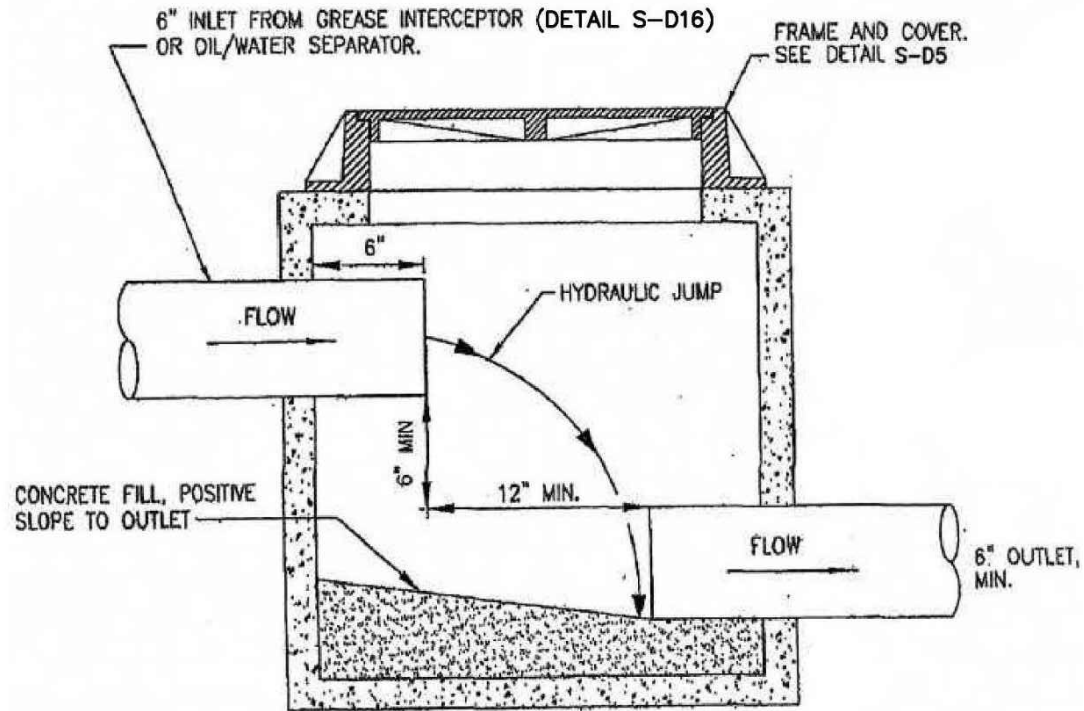 6" INLET FROM GREASE INTERCEPTOR (DETAIL S-D16)
OR OIL/WATER SEPARATOR.
FRAME AND COVER.
SEE DETAIL S-D5
6"
HYDRAULIC JUMP
FLOW
6" MIN
12" MIN.
CONCRETE FILL, POSITIVE
SLOPE TO OUTLET
FLOW
6" OUTLET,
MIN.